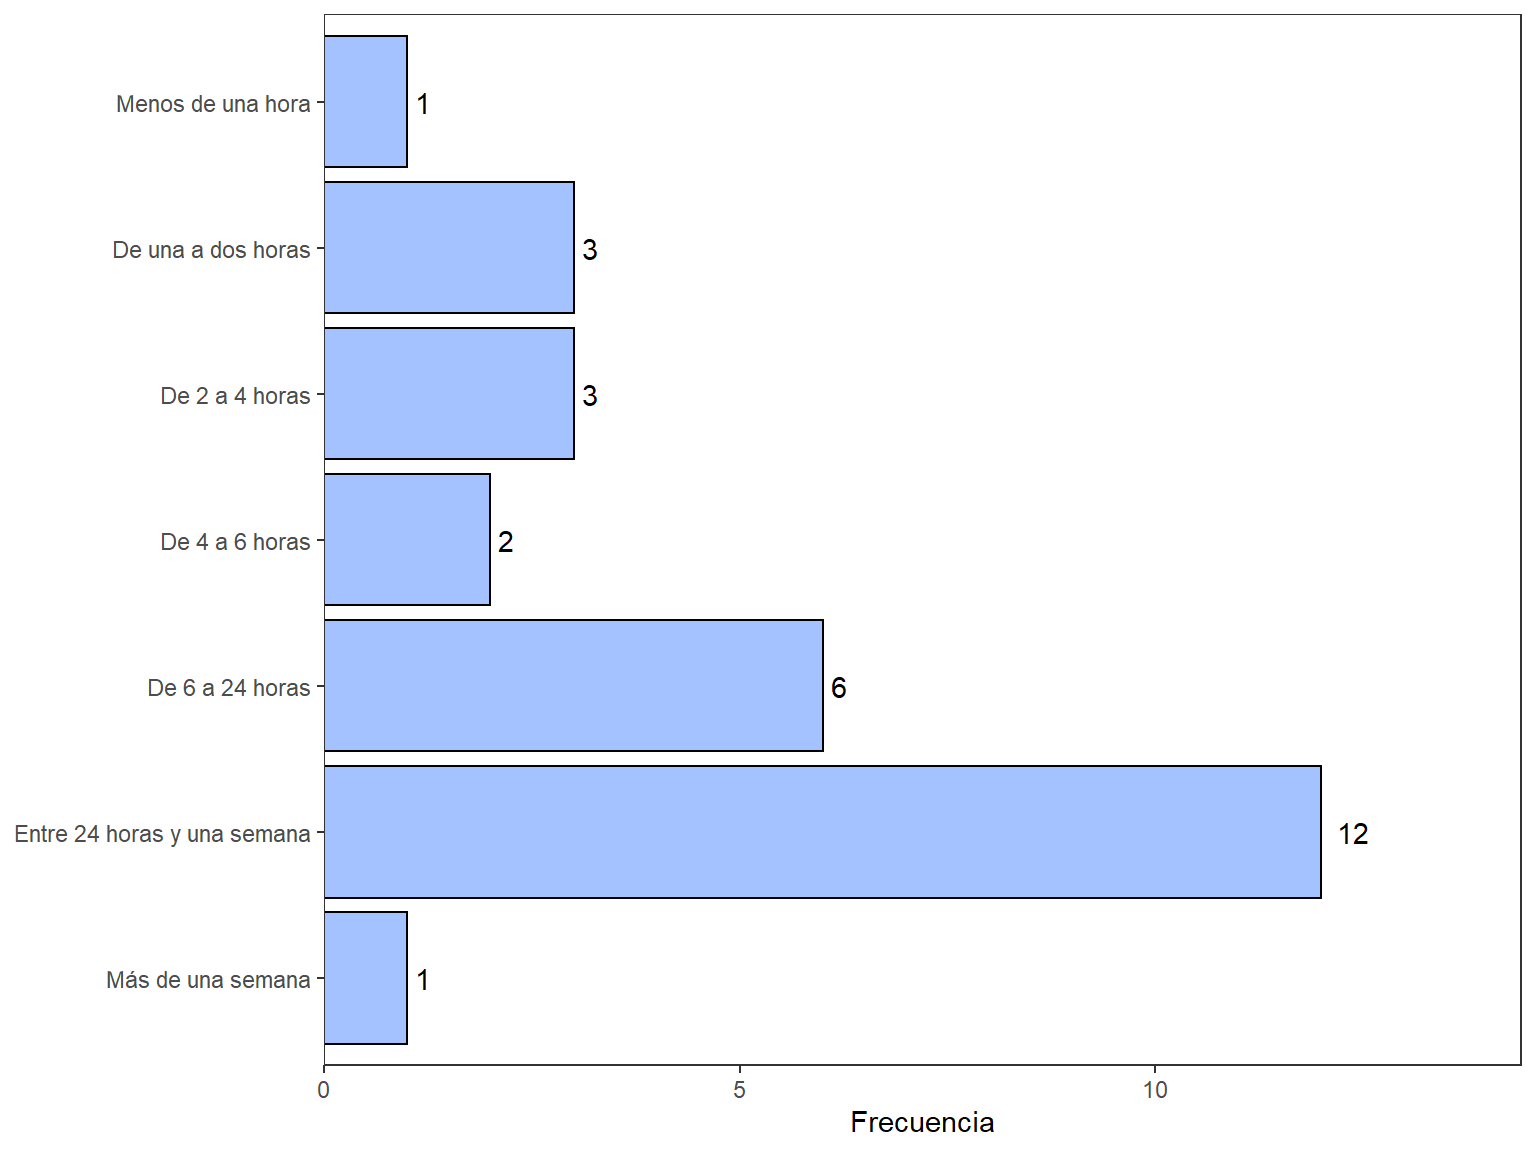 Menos de una hora 1
De una a dos horas 3
De 2 a 4 horas 3
De 4 a 6 horas 2
De 6 a 24 horas 6
Entre 24 horas y una semana 12
Más de una semana 1
0 5 10
Frecuencia